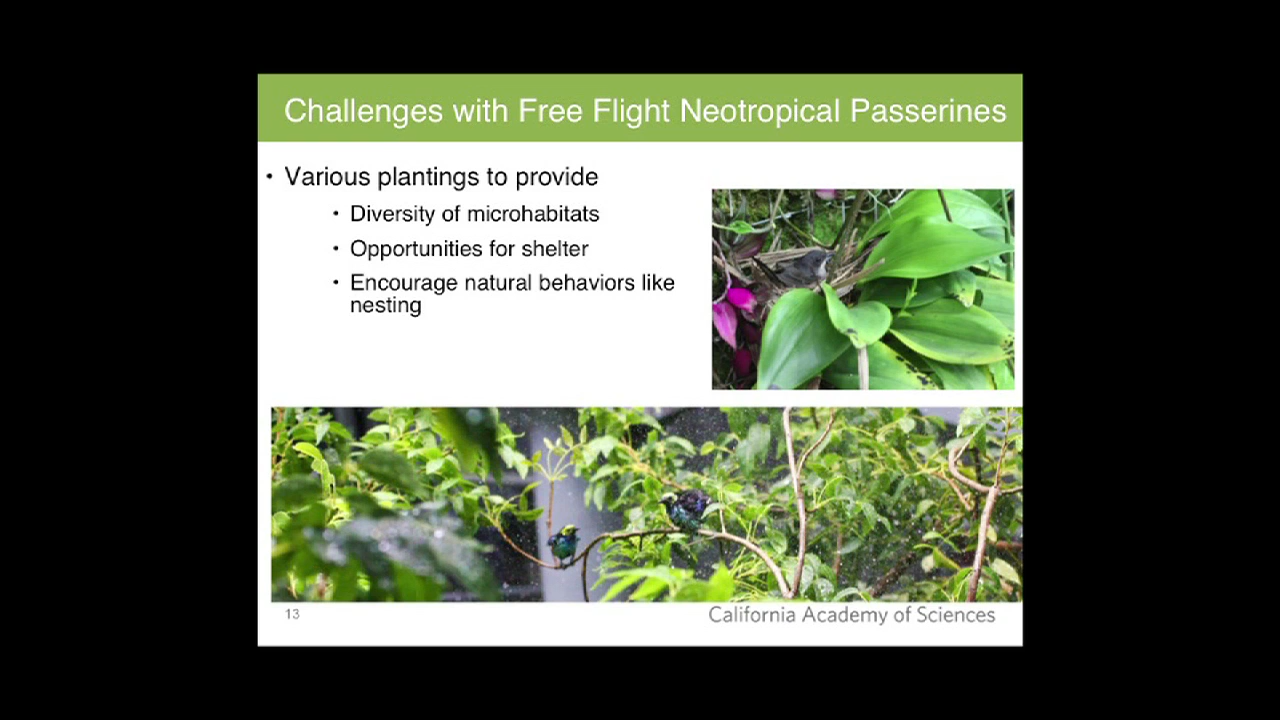 Challenges with Free Flight Neotropical Passerines
• Various plantings to provide
• Diversity of microhabitats
• Opportunities for shelter
• Encourage natural behaviors like
nesting
13
California Academy of Sciences